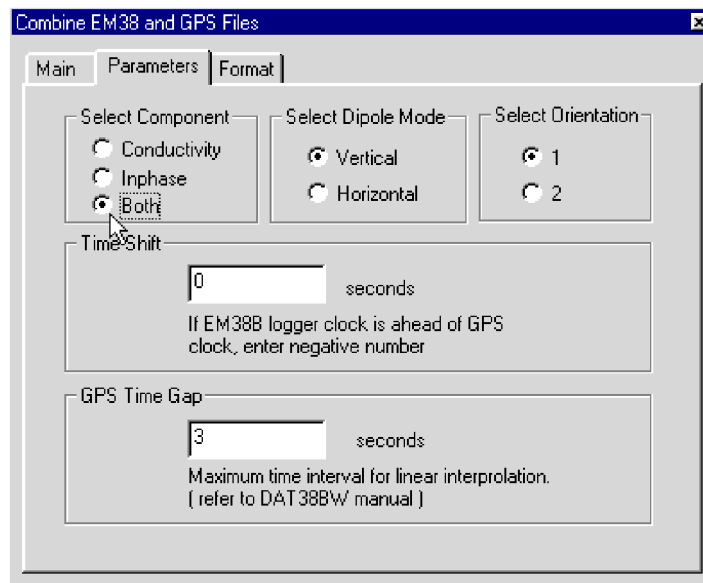 Combine EM38 and GPS Files
Main Parameters Format
Select Component Select Dipole Mode Select Orientation
Conductivity Vertical 1
Inphase Horizontal 2
Both
Time Shift
0 seconds
If EM38B logger clock is ahead of GPS
clock, enter negative number
GPS Time Gap
3 seconds
Maximum time interval for linear interprolation.
( refer to DAT38BW manual )